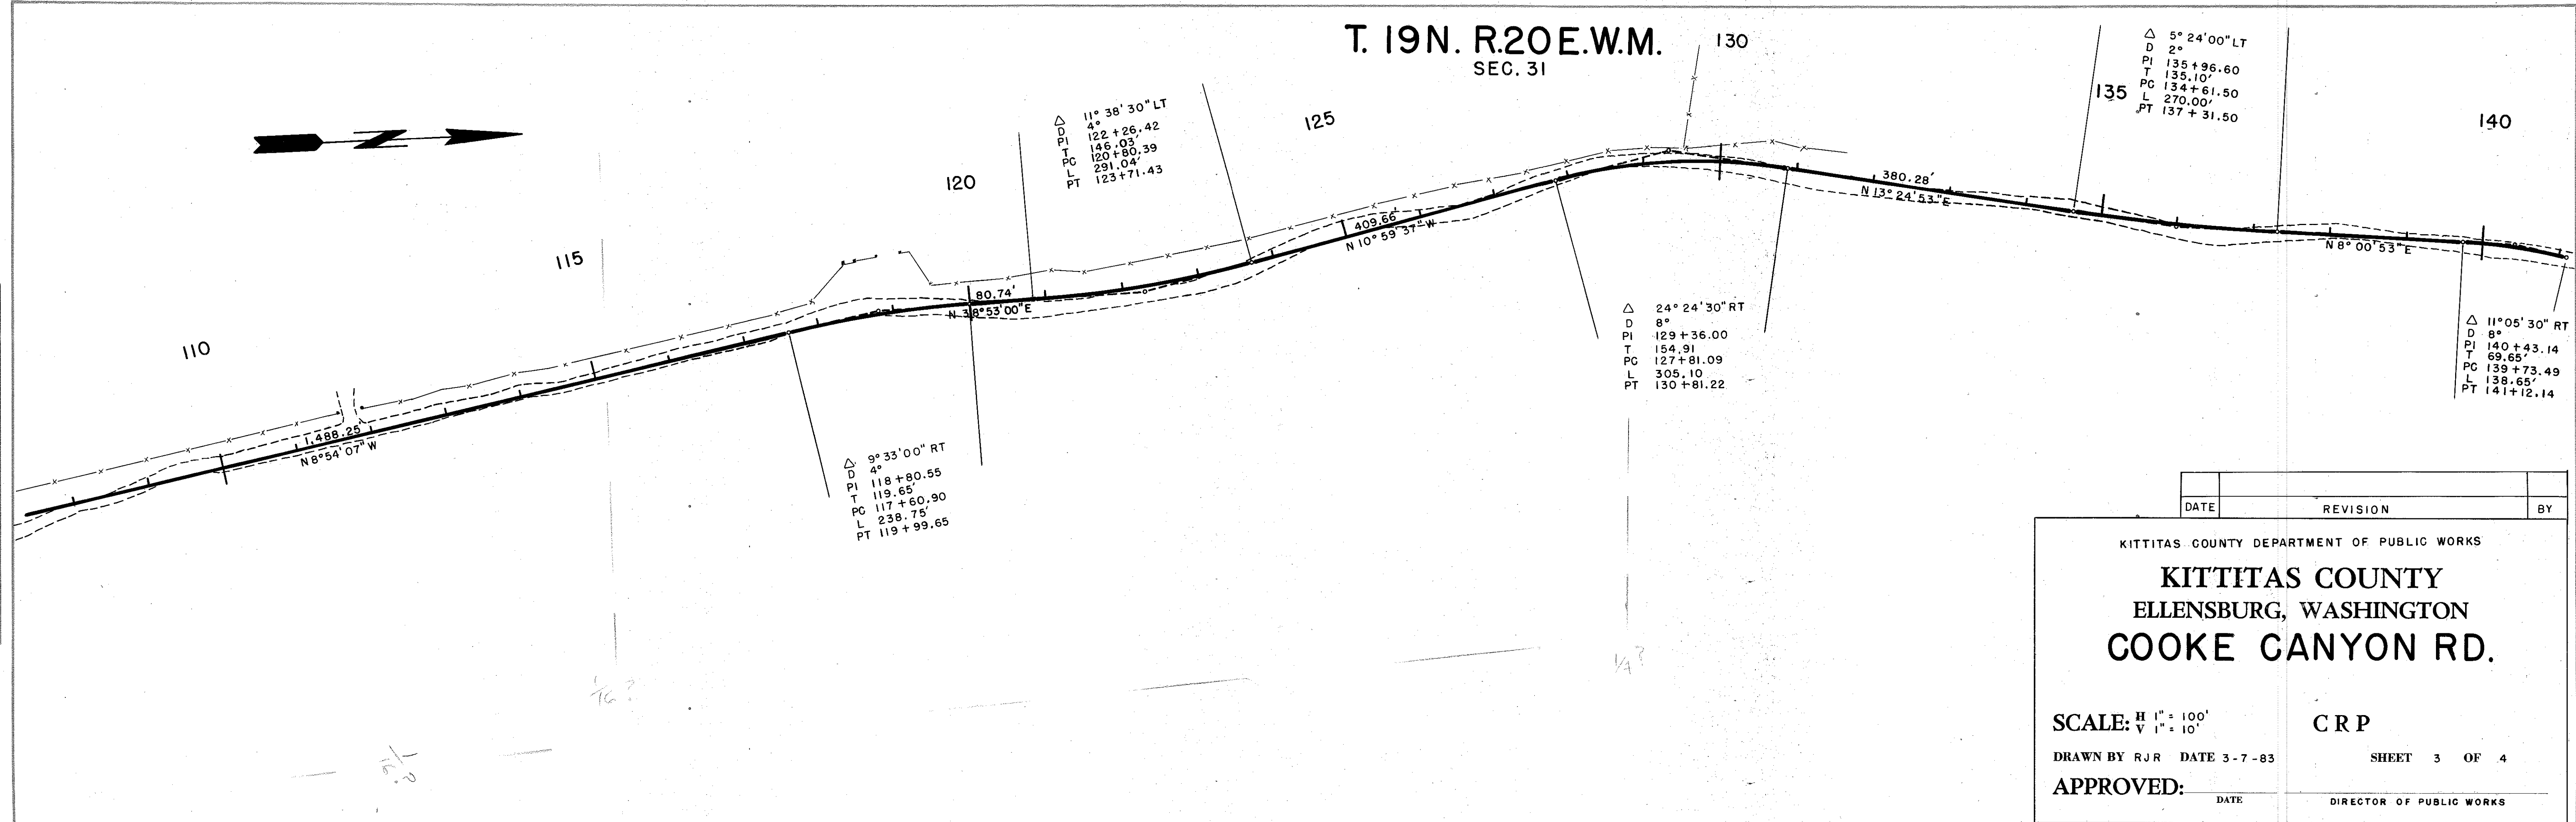 T. 19N. R.20E.W.M.
SEC. 31
110
115
120
125
130
135
140
△ 11° 38' 30" LT
D 4°
PI 122+26.42
T 146.03'
PC 120+80.39
L 291.04'
PT 123+71.43
△ 5° 24' 00" LT
D 2°
PI 135+96.60
T 135.10'
PC 134+61.50
L 270.00'
PT 137+31.50
1,488.25'
N 8° 54' 07" W
80.74'
409.66'
N 10° 59' 37" W
380.28'
N 13° 24' 53" E
N 8° 00' 53" E
△ 9° 33' 00" RT
D 4°
PI 118+80.55
T 119.65'
PC 117+60.90
L 238.75'
PT 119+99.65
△ 24° 24' 30" RT
D 8°
PI 129+36.00
T 154.91
PC 127+81.09
L 305.10
PT 130+81.22
△ 11° 05' 30" RT
D 8°
PI 140+43.14
T 69.65'
PC 139+73.49
L 138.65'
PT 141+12.14
1/16 ?
1/4 ?
DATE REVISION BY
KITTITAS COUNTY DEPARTMENT OF PUBLIC WORKS
KITTITAS COUNTY
ELLENSBURG, WASHINGTON
COOKE CANYON RD.
SCALE: H 1" = 100'
V 1" = 10'
C R P
DRAWN BY RJR DATE 3-7-83 SHEET 3 OF 4
APPROVED:
DATE DIRECTOR OF PUBLIC WORKS